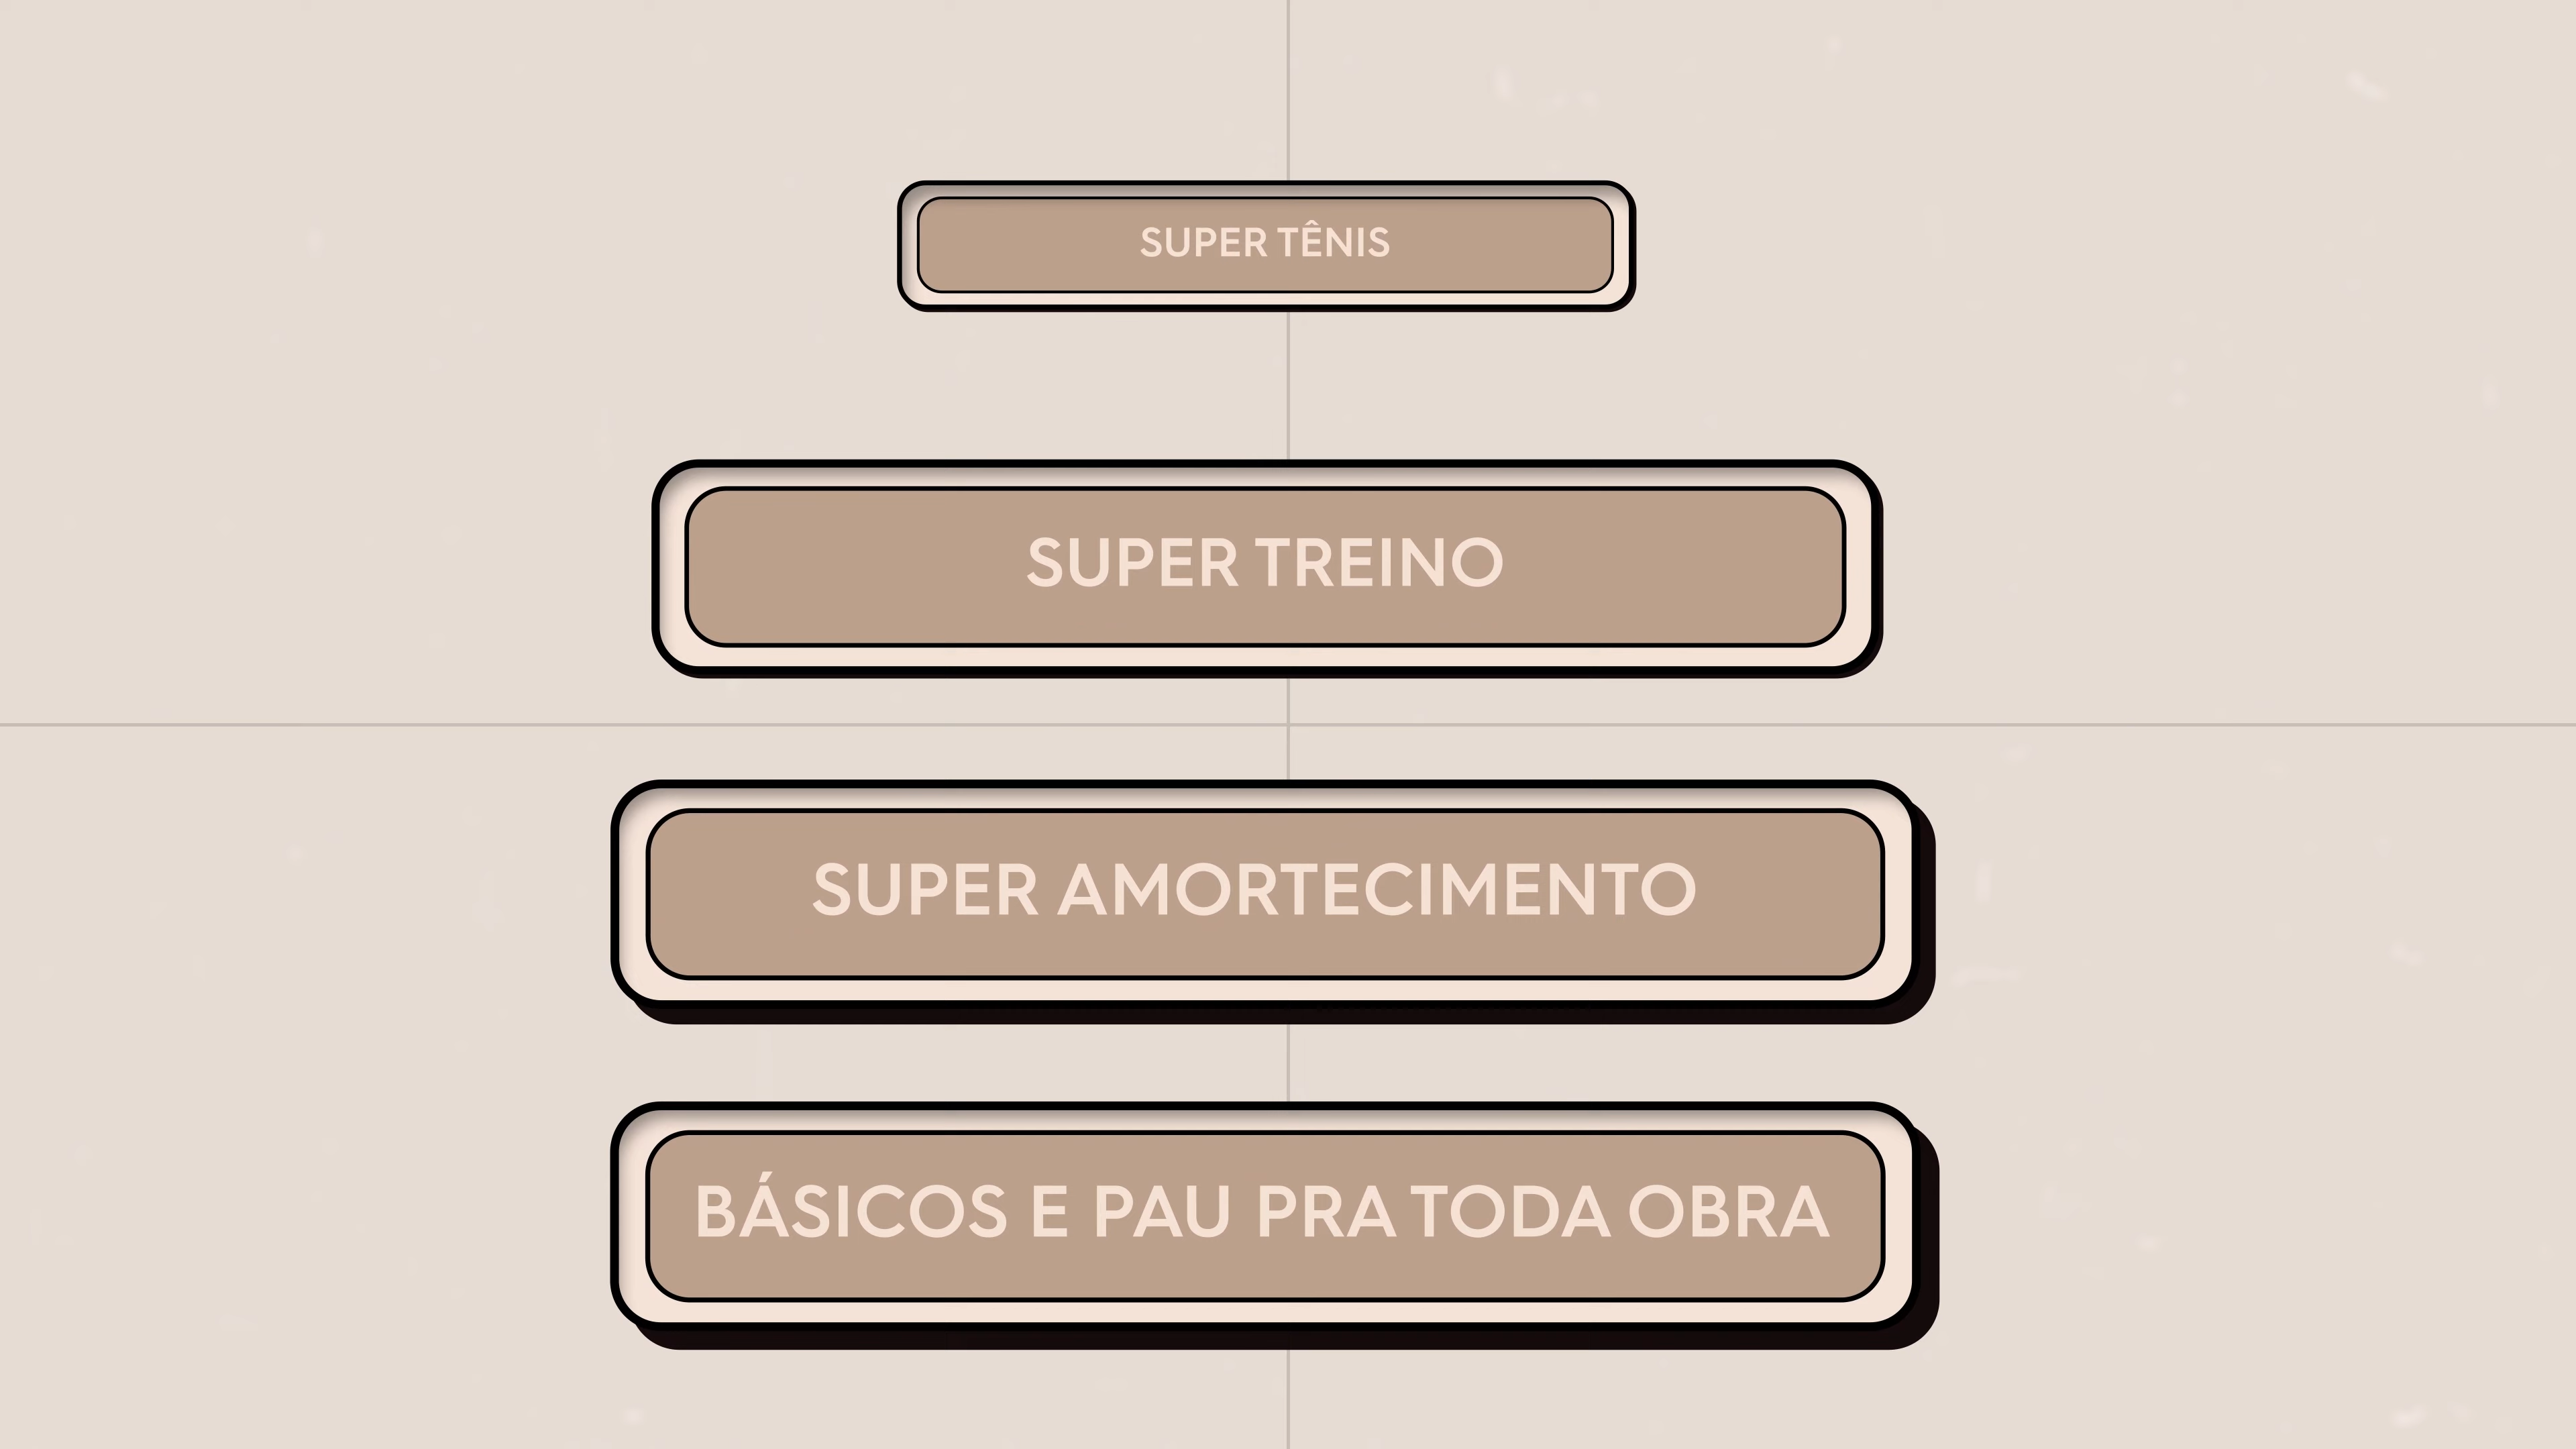 SUPER TÊNIS
SUPER TREINO
SUPER AMORTECIMENTO
BÁSICOS E PAU PRA TODA OBRA